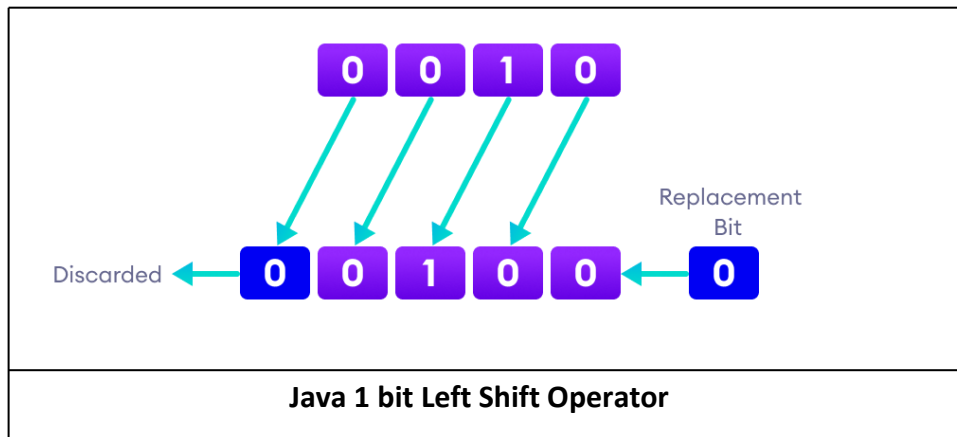 0 0 1 0
Replacement
Bit
Discarded 0 0 1 0 0 0
Java 1 bit Left Shift Operator